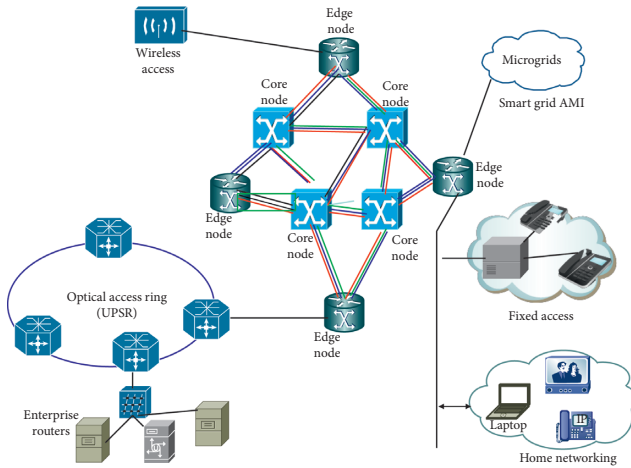 Edge
node
Wireless
access
Core
node
Core
node
Microgrids
Smart grid AMI
Edge
node
Edge
node
Core
node
Core
node
Optical access ring
(UPSR)
Fixed access
Edge
node
Enterprise
routers
Laptop
IP
Home networking